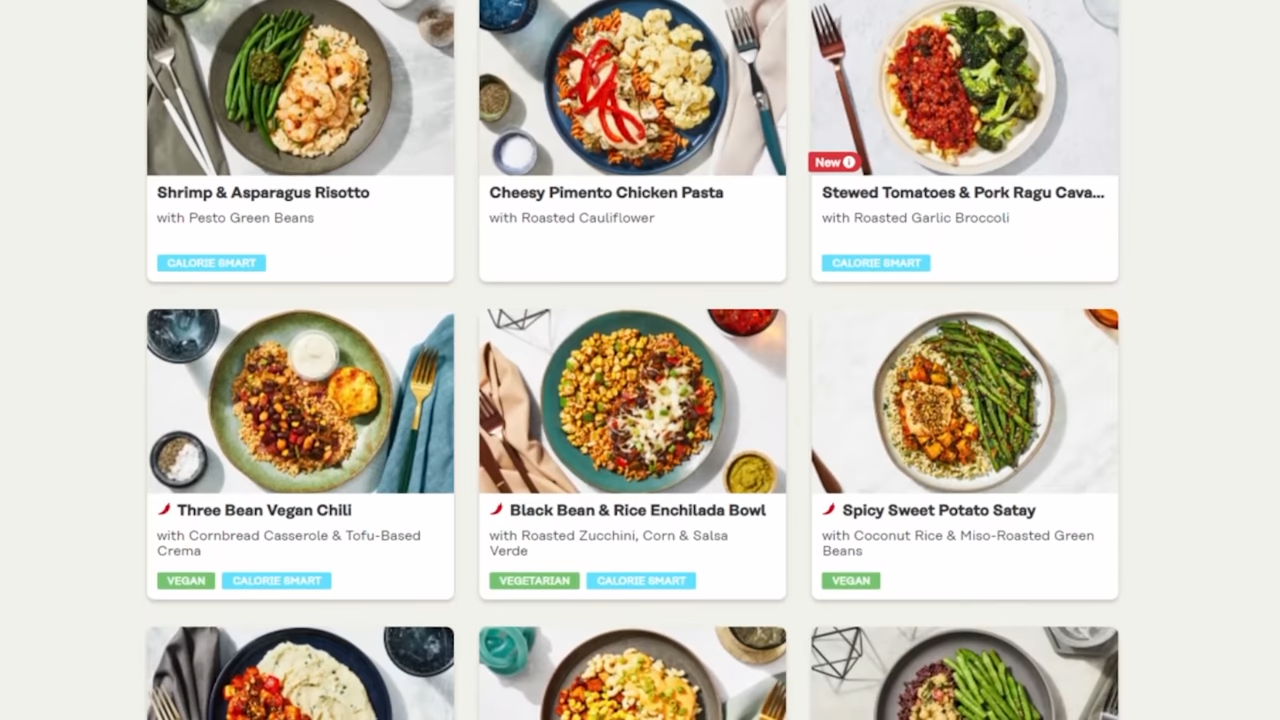 New
Shrimp & Asparagus Risotto
with Pesto Green Beans
CALORIE SMART
Cheesy Pimento Chicken Pasta
with Roasted Cauliflower
Stewed Tomatoes & Pork Ragu Cava...
with Roasted Garlic Broccoli
CALORIE SMART
Three Bean Vegan Chili
with Cornbread Casserole & Tofu-Based
Crema
VEGAN CALORIE SMART
Black Bean & Rice Enchilada Bowl
with Roasted Zucchini, Corn & Salsa
Verde
VEGETARIAN CALORIE SMART
Spicy Sweet Potato Satay
with Coconut Rice & Miso-Roasted Green
Beans
VEGAN